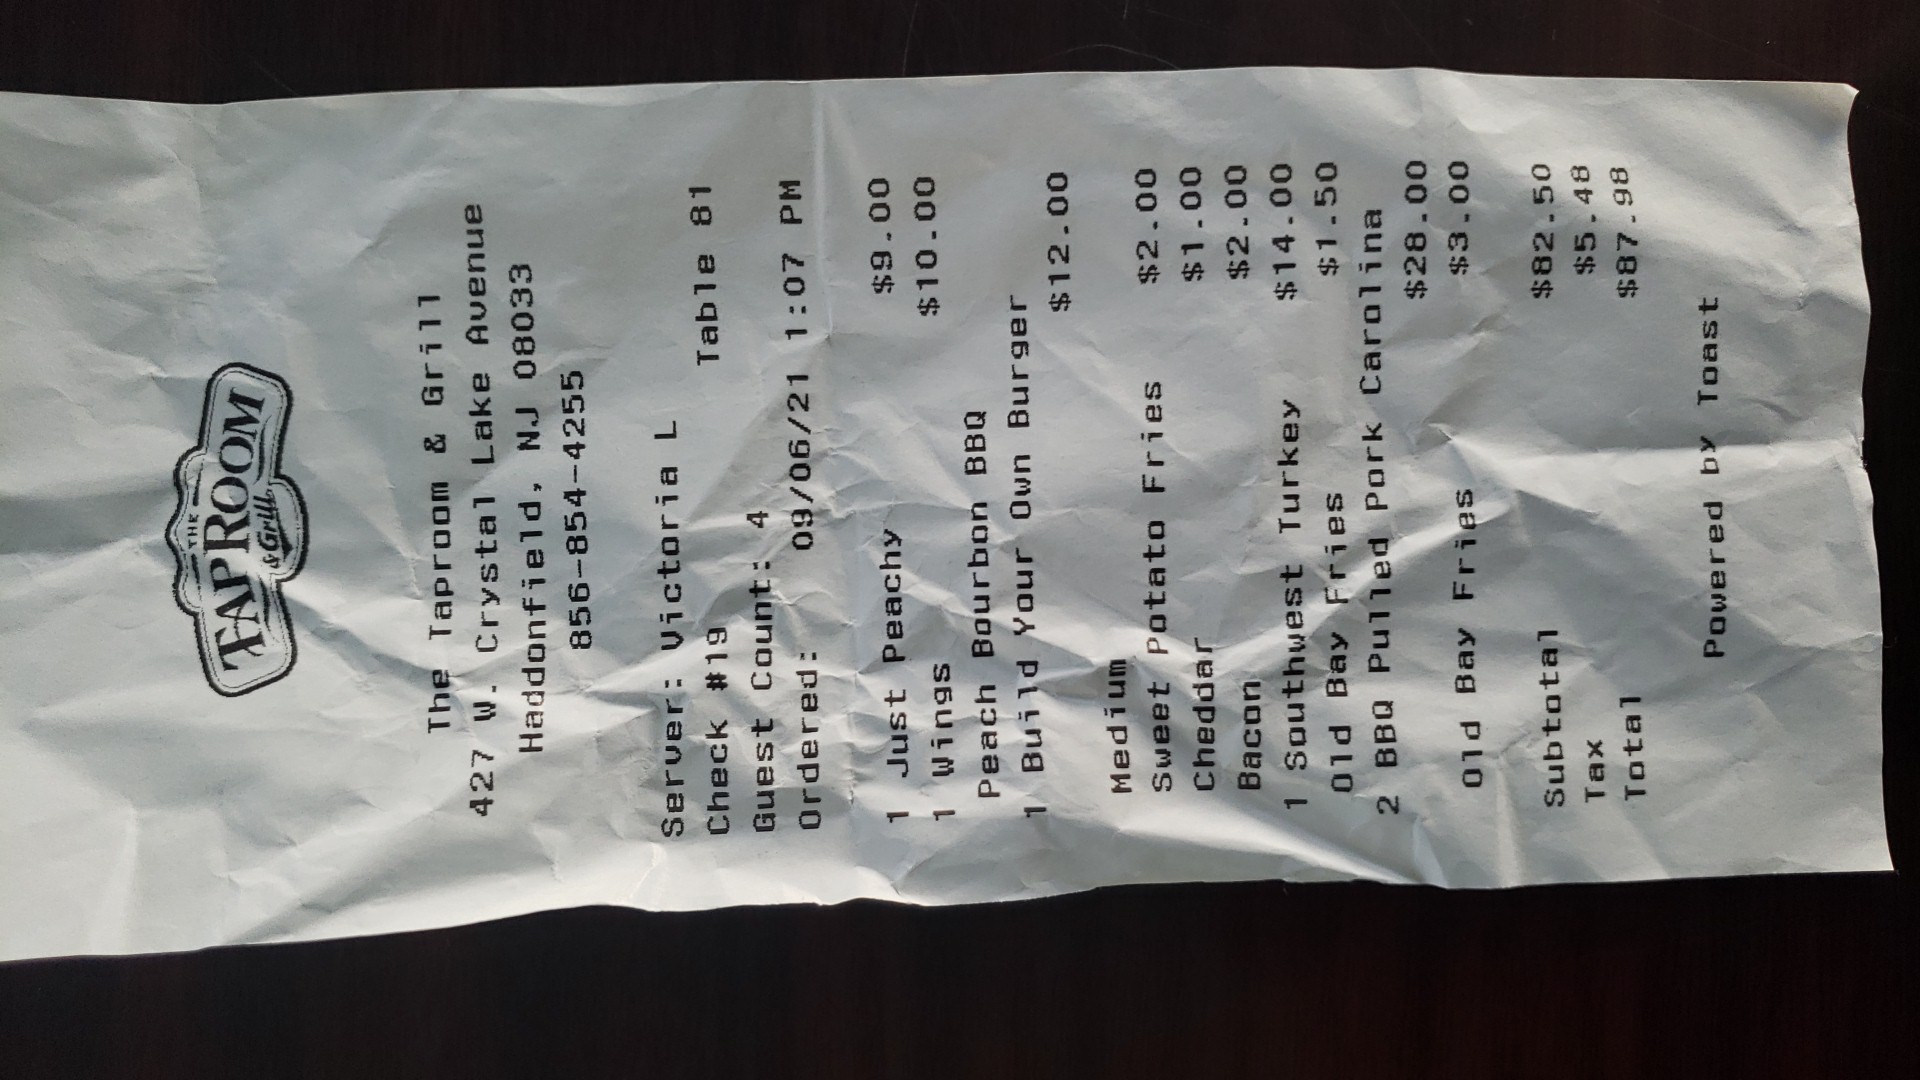 THE
TAPROOM
& Grill
The Taproom & Grill
427 W. Crystal Lake Avenue
Haddonfield, NJ 08033
856-854-4255
Server: Victoria L
Check #19 Table 81
Guest Count: 4
Ordered: 09/06/21 1:07 PM
1 Just Peachy $9.00
1 Wings $10.00
Peach Bourbon BBQ
1 Build Your Own Burger
$12.00
Medium
Sweet Potato Fries $2.00
Cheddar $1.00
Bacon $2.00
1 Southwest Turkey $14.00
Old Bay Fries $1.50
2 BBQ Pulled Pork Carolina
$28.00
Old Bay Fries $3.00
Subtotal $82.50
Tax $5.48
Total $87.98
Powered by Toast